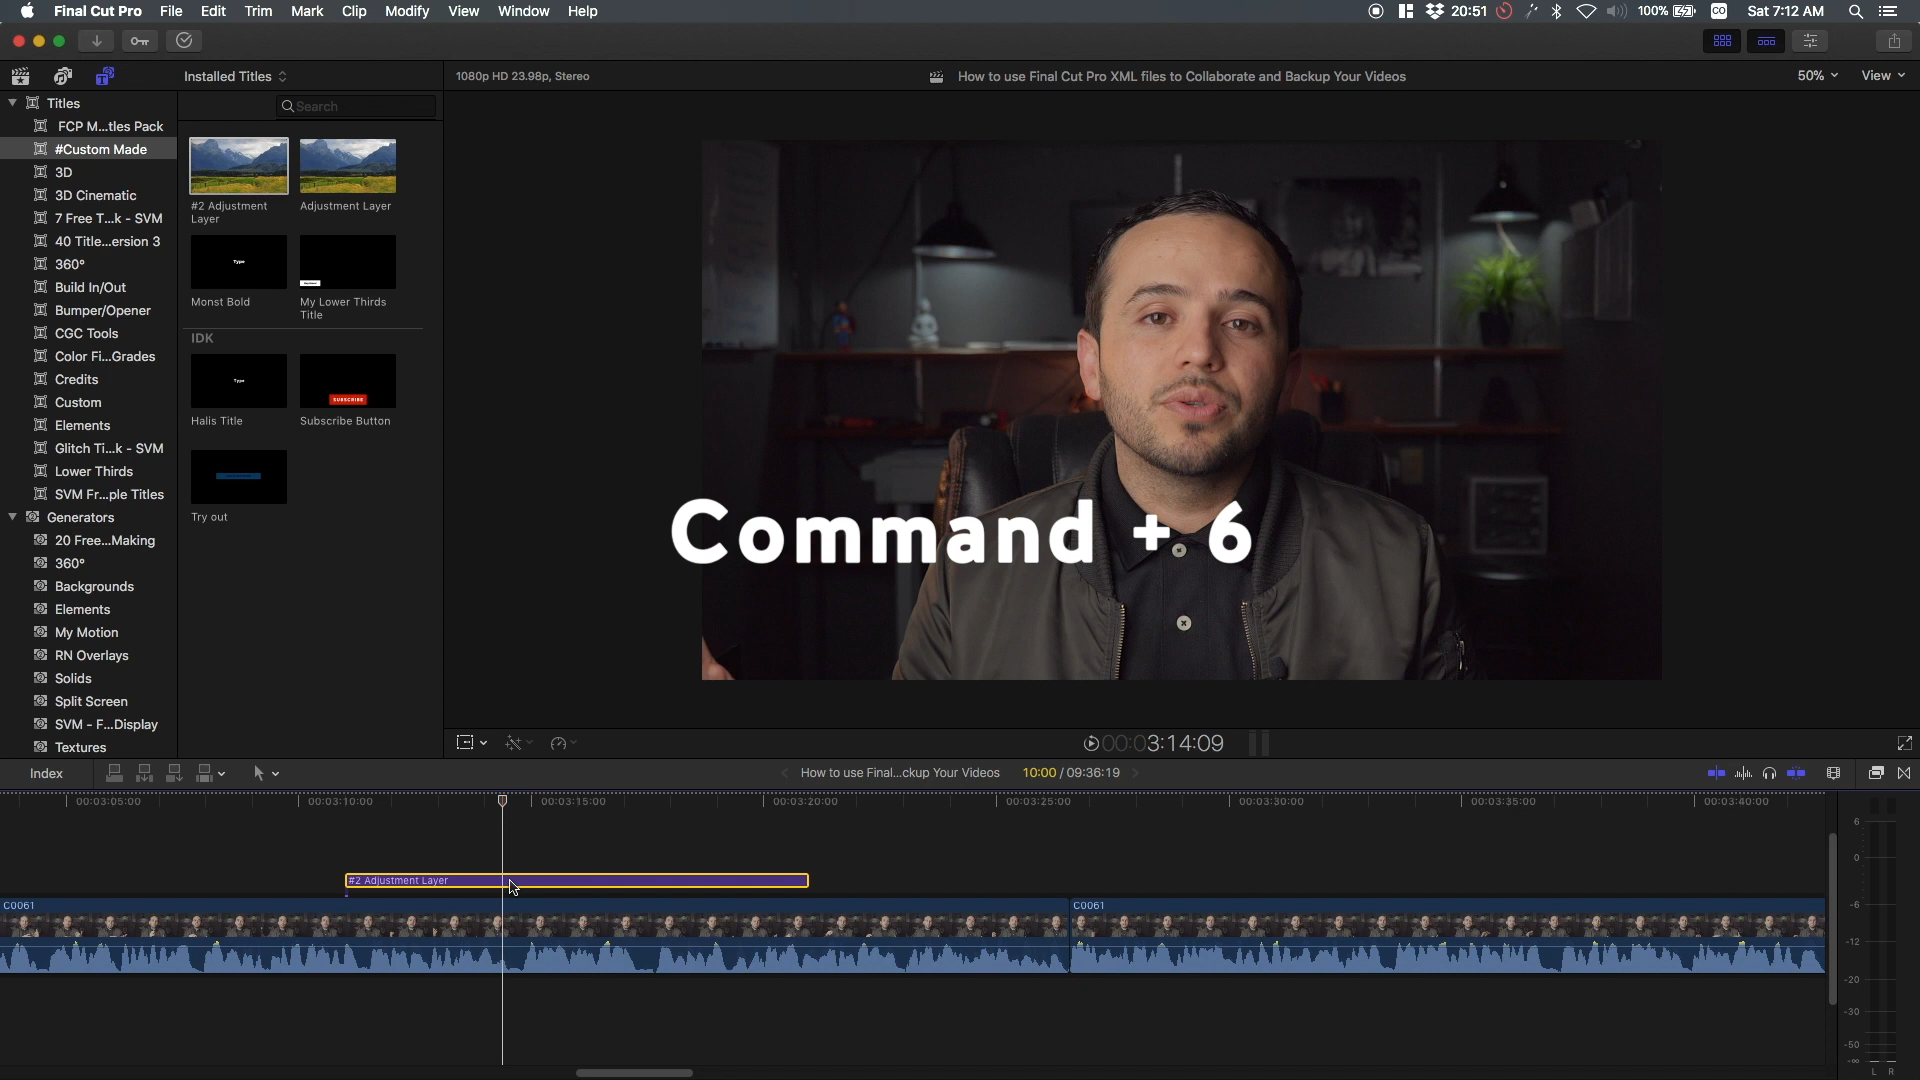 Final Cut Pro File Edit Trim Mark Clip Modify View Window Help 20:51 100% CO Sat 7:12 AM
Installed Titles 1080p HD 23.98p, Stereo How to use Final Cut Pro XML files to Collaborate and Backup Your Videos 50% View
Titles
Search
FCP M...tles Pack
#Custom Made
3D
3D Cinematic
7 Free T...k - SVM
40 Title...ersion 3
360°
Build In/Out
Bumper/Opener
CGC Tools
Color Fi...Grades
Credits
Custom
Elements
Glitch Ti...k - SVM
Lower Thirds
SVM Fr...ple Titles
Generators
20 Free...Making
360°
Backgrounds
Elements
My Motion
RN Overlays
Solids
Split Screen
SVM - F...Display
Textures
#2 Adjustment Layer
Adjustment Layer
Type
Monst Bold
My Lower Thirds Title
IDK
Type
SUBSCRIBE
Halis Title
Subscribe Button
Try out
Command + 6
00:03:14:09
Index How to use Final...ckup Your Videos 10:00 / 09:36:19
00:03:05:00 00:03:10:00 00:03:15:00 00:03:20:00 00:03:25:00 00:03:30:00 00:03:35:00 00:03:40:00
#2 Adjustment Layer
C0061 C0061
6
0
-6
-12
-20
-30
-50
-∞
L R